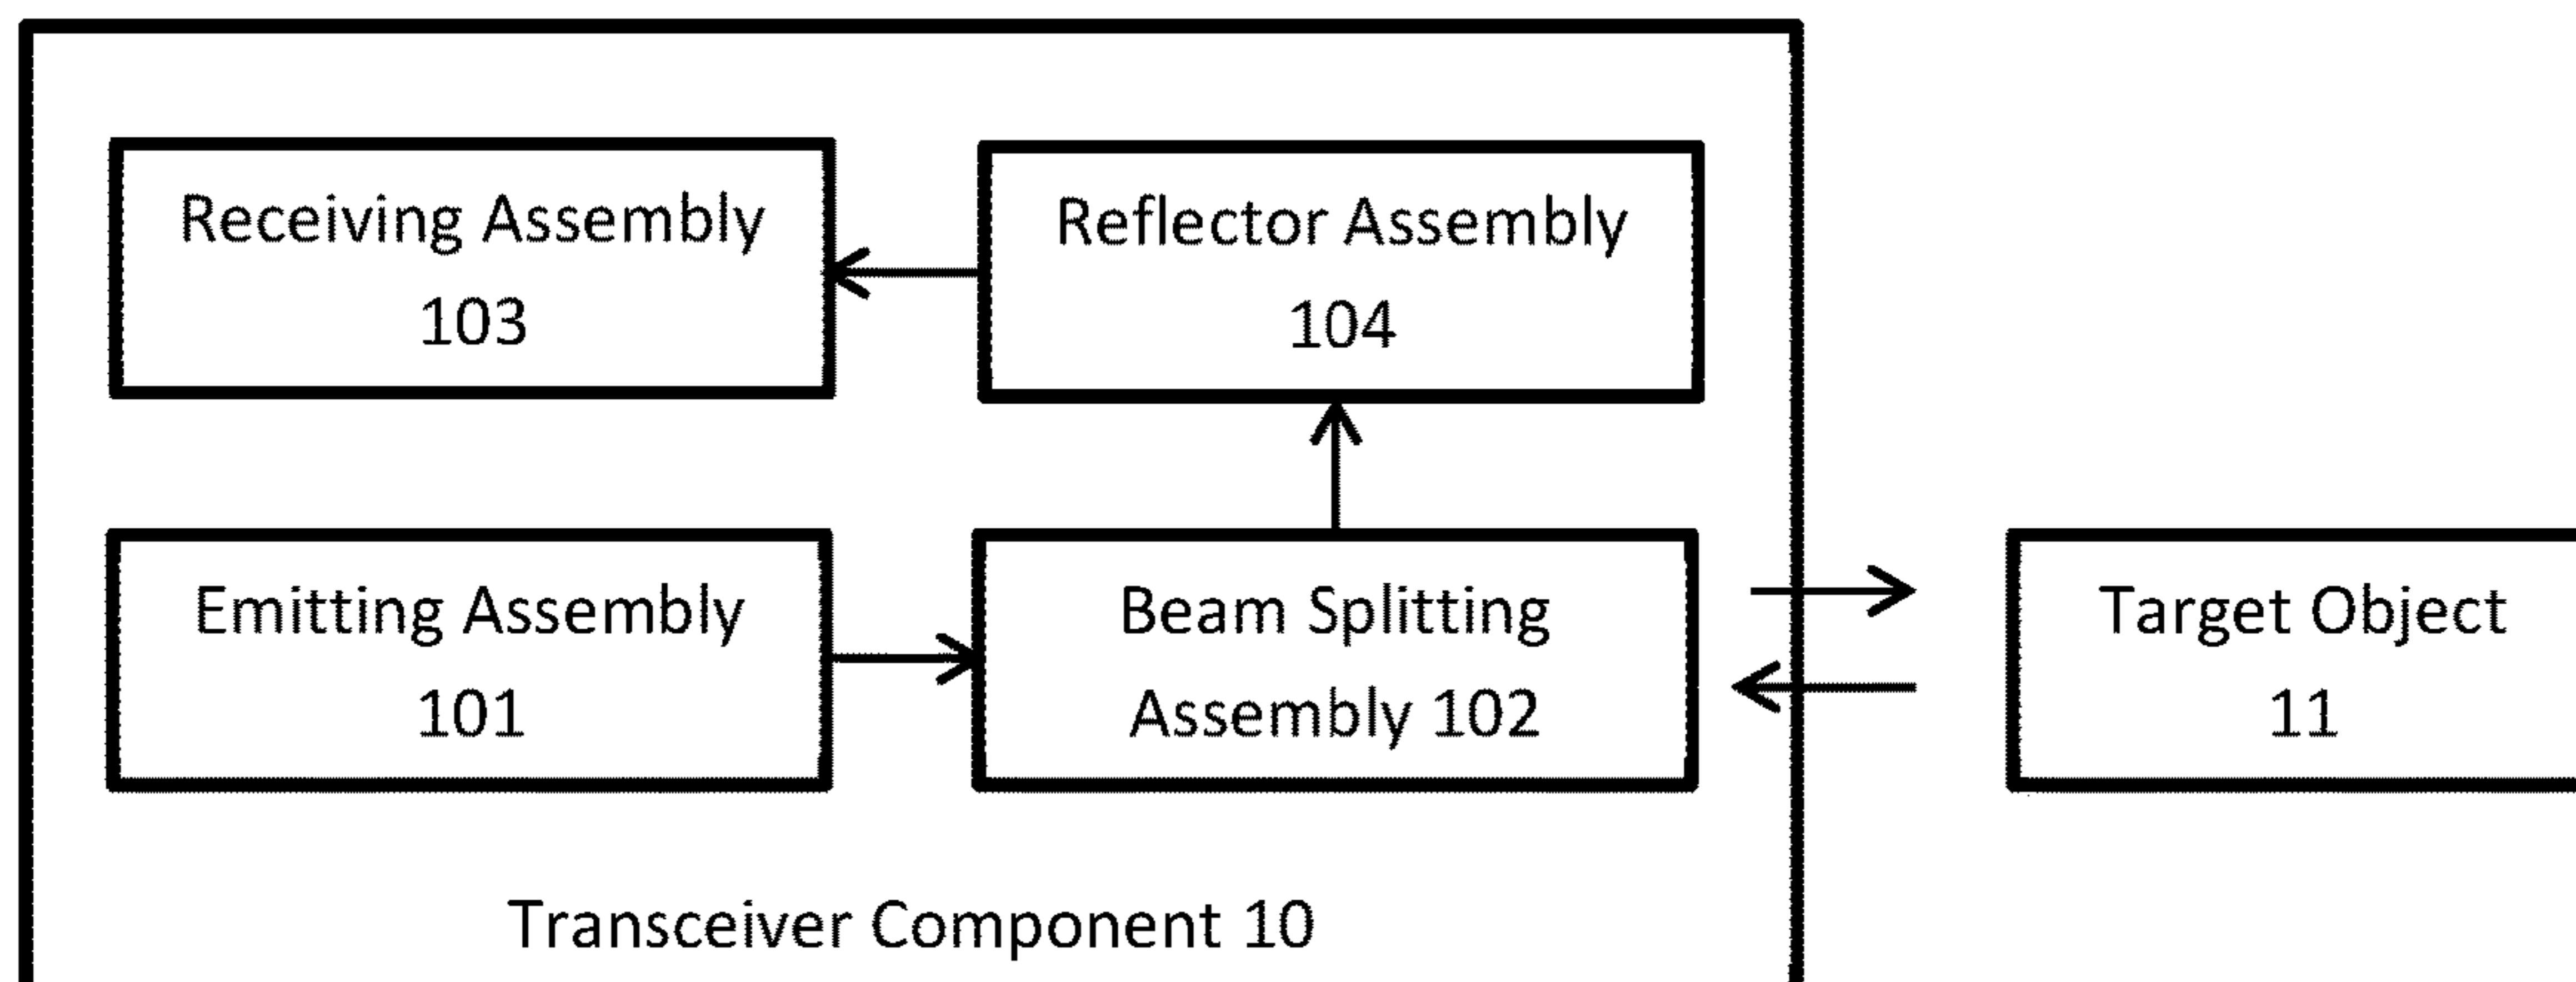 Receiving Assembly
103
Reflector Assembly
104
Emitting Assembly
101
Beam Splitting
Assembly 102
Target Object
11
Transceiver Component 10